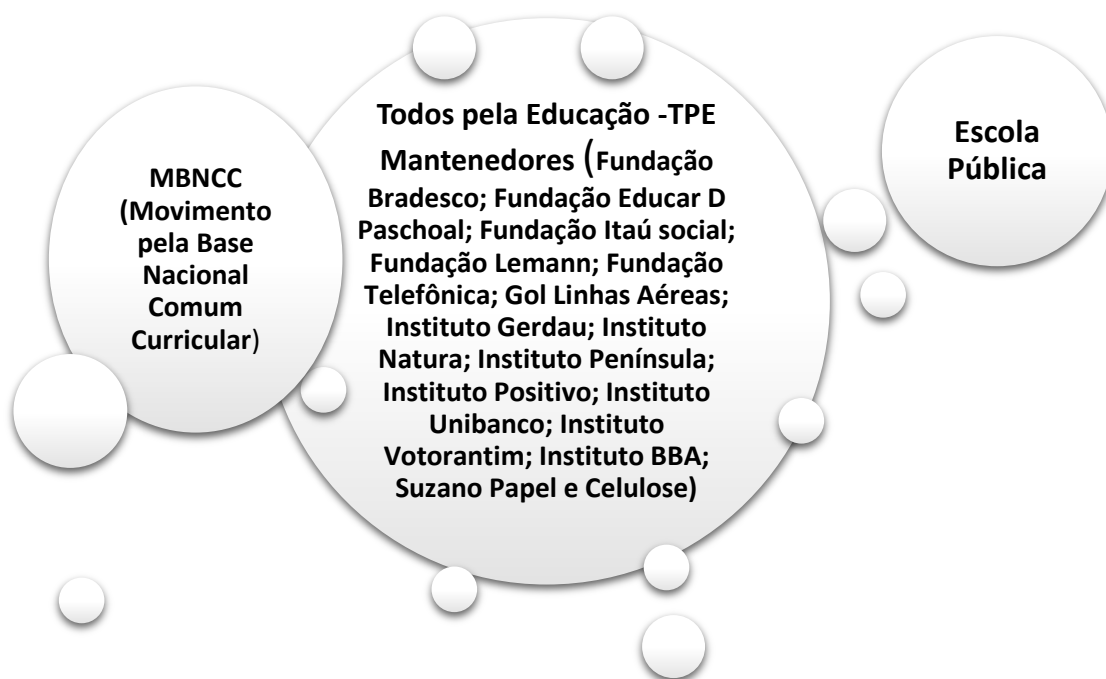 MBNCC
(Movimento
pela Base
Nacional
Comum
Curricular)
Todos pela Educação -TPE
Mantenedores (Fundação
Bradesco; Fundação Educar D
Paschoal; Fundação Itaú social;
Fundação Lemann; Fundação
Telefônica; Gol Linhas Aéreas;
Instituto Gerdau; Instituto
Natura; Instituto Península;
Instituto Positivo; Instituto
Unibanco; Instituto
Votorantim; Instituto BBA;
Suzano Papel e Celulose)
Escola
Pública